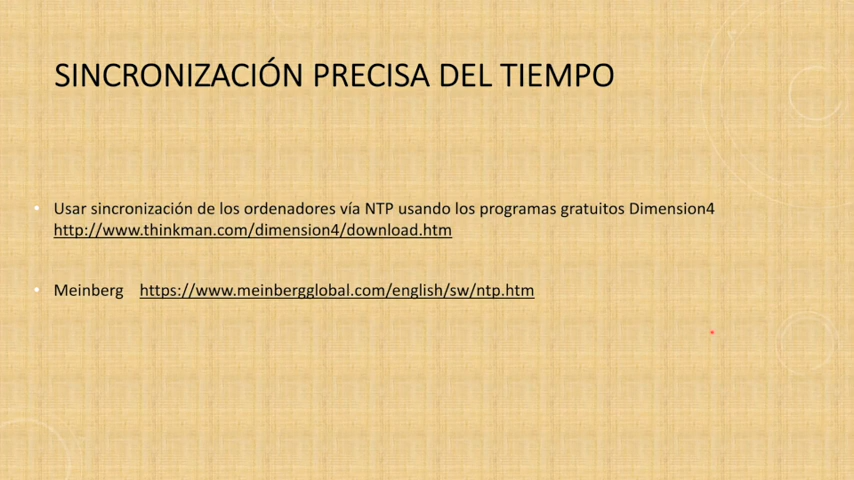 SINCRONIZACIÓN PRECISA DEL TIEMPO
• Usar sincronización de los ordenadores vía NTP usando los programas gratuitos Dimension4
http://www.thinkman.com/dimension4/download.htm
• Meinberg https://www.meinbergglobal.com/english/sw/ntp.htm